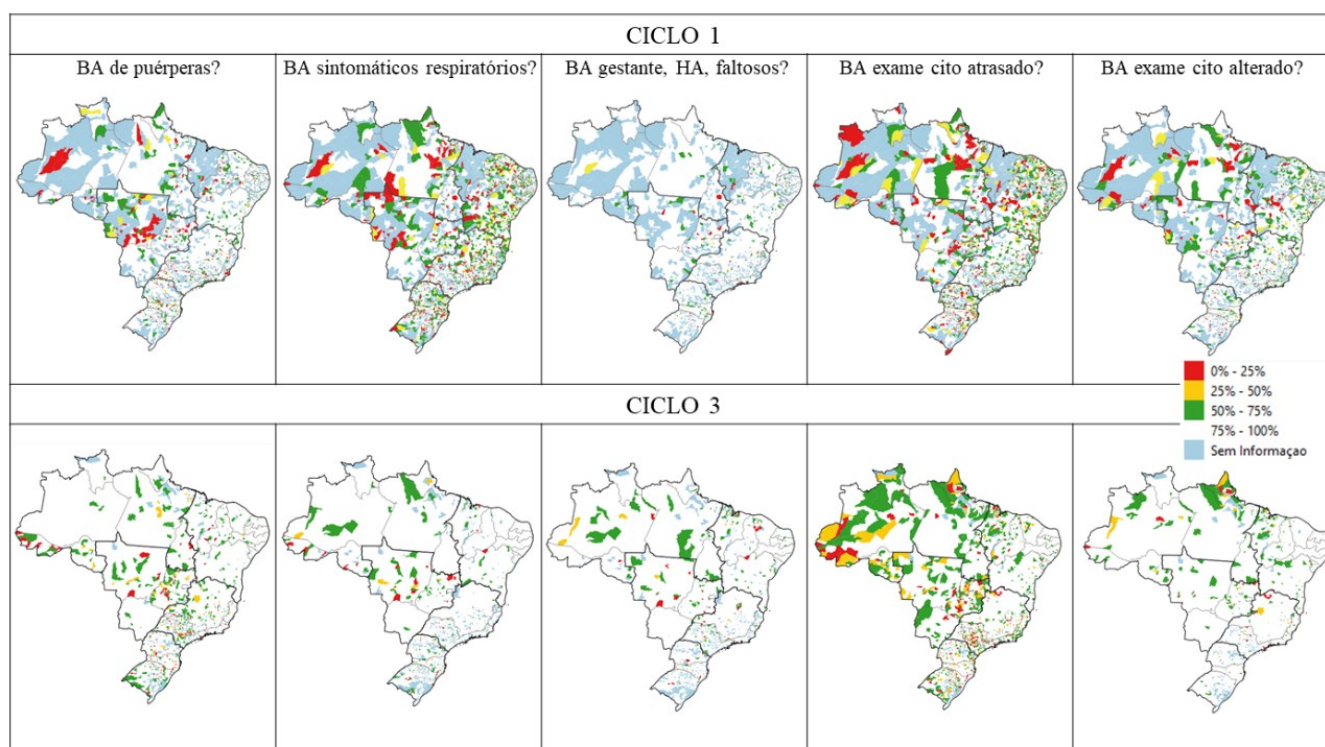 CICLO 1
BA de puérperas?
BA sintomáticos respiratórios?
BA gestante, HA, faltosos?
BA exame cito atrasado?
BA exame cito alterado?
0% - 25%
25% - 50%
50% - 75%
75% - 100%
Sem Informaçao
CICLO 3